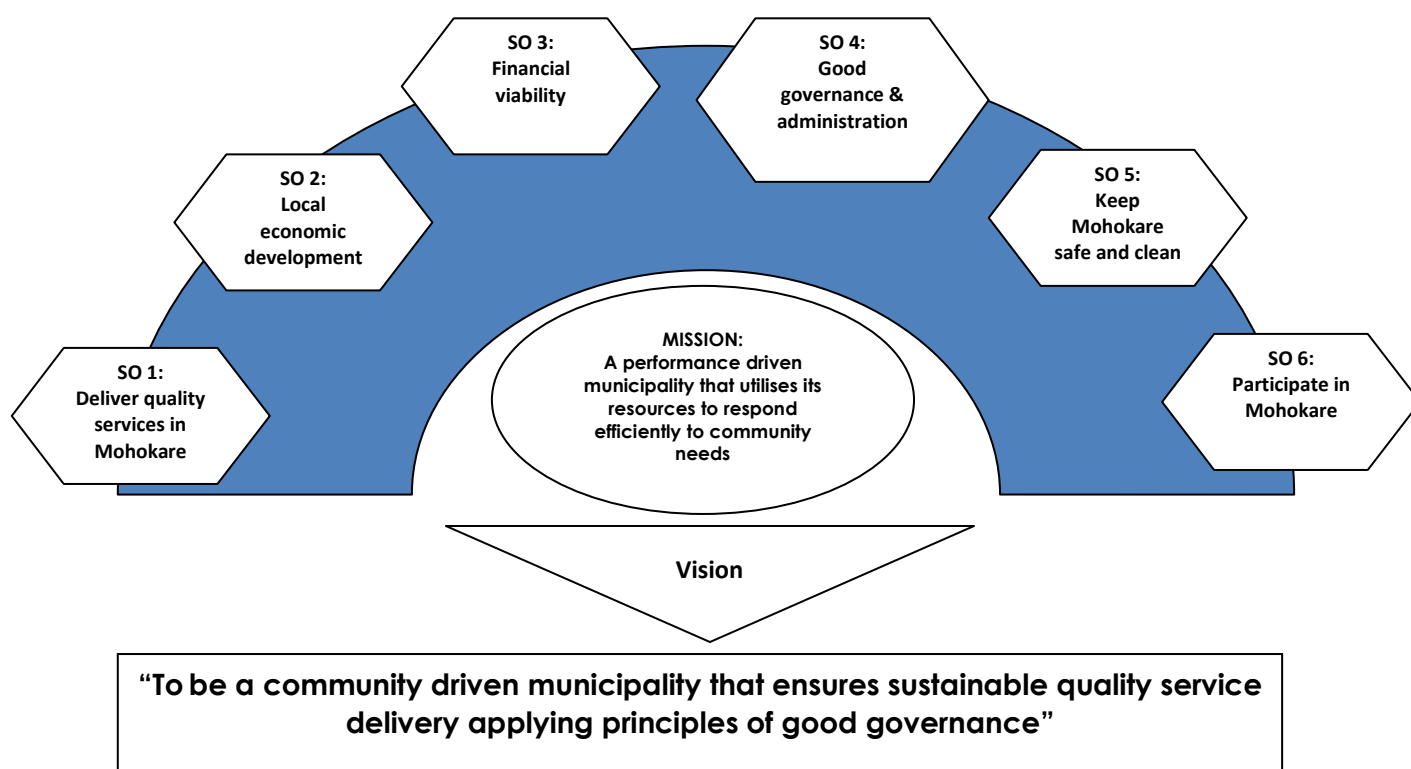 SO 1:
Deliver quality
services in
Mohokare
SO 2:
Local
economic
development
SO 3:
Financial
viability
SO 4:
Good
governance &
administration
SO 5:
Keep
Mohokare
safe and clean
SO 6:
Participate in
Mohokare
MISSION:
A performance driven
municipality that utilises its
resources to respond
efficiently to community
needs
Vision
“To be a community driven municipality that ensures sustainable quality service
delivery applying principles of good governance”